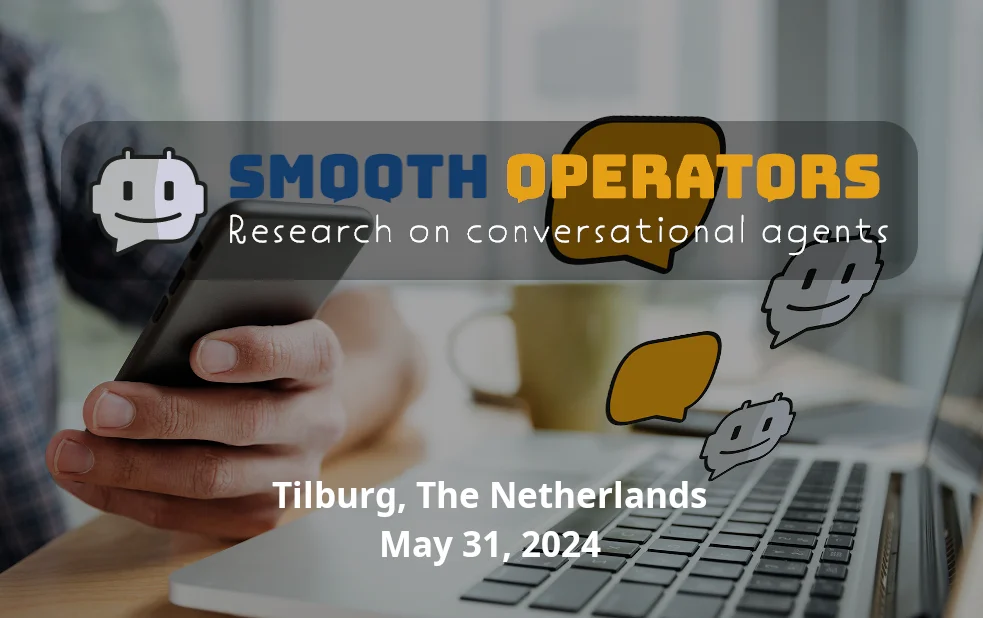 SMOOTH OPERATORS
Research on conversational agents
Tilburg, The Netherlands
May 31, 2024